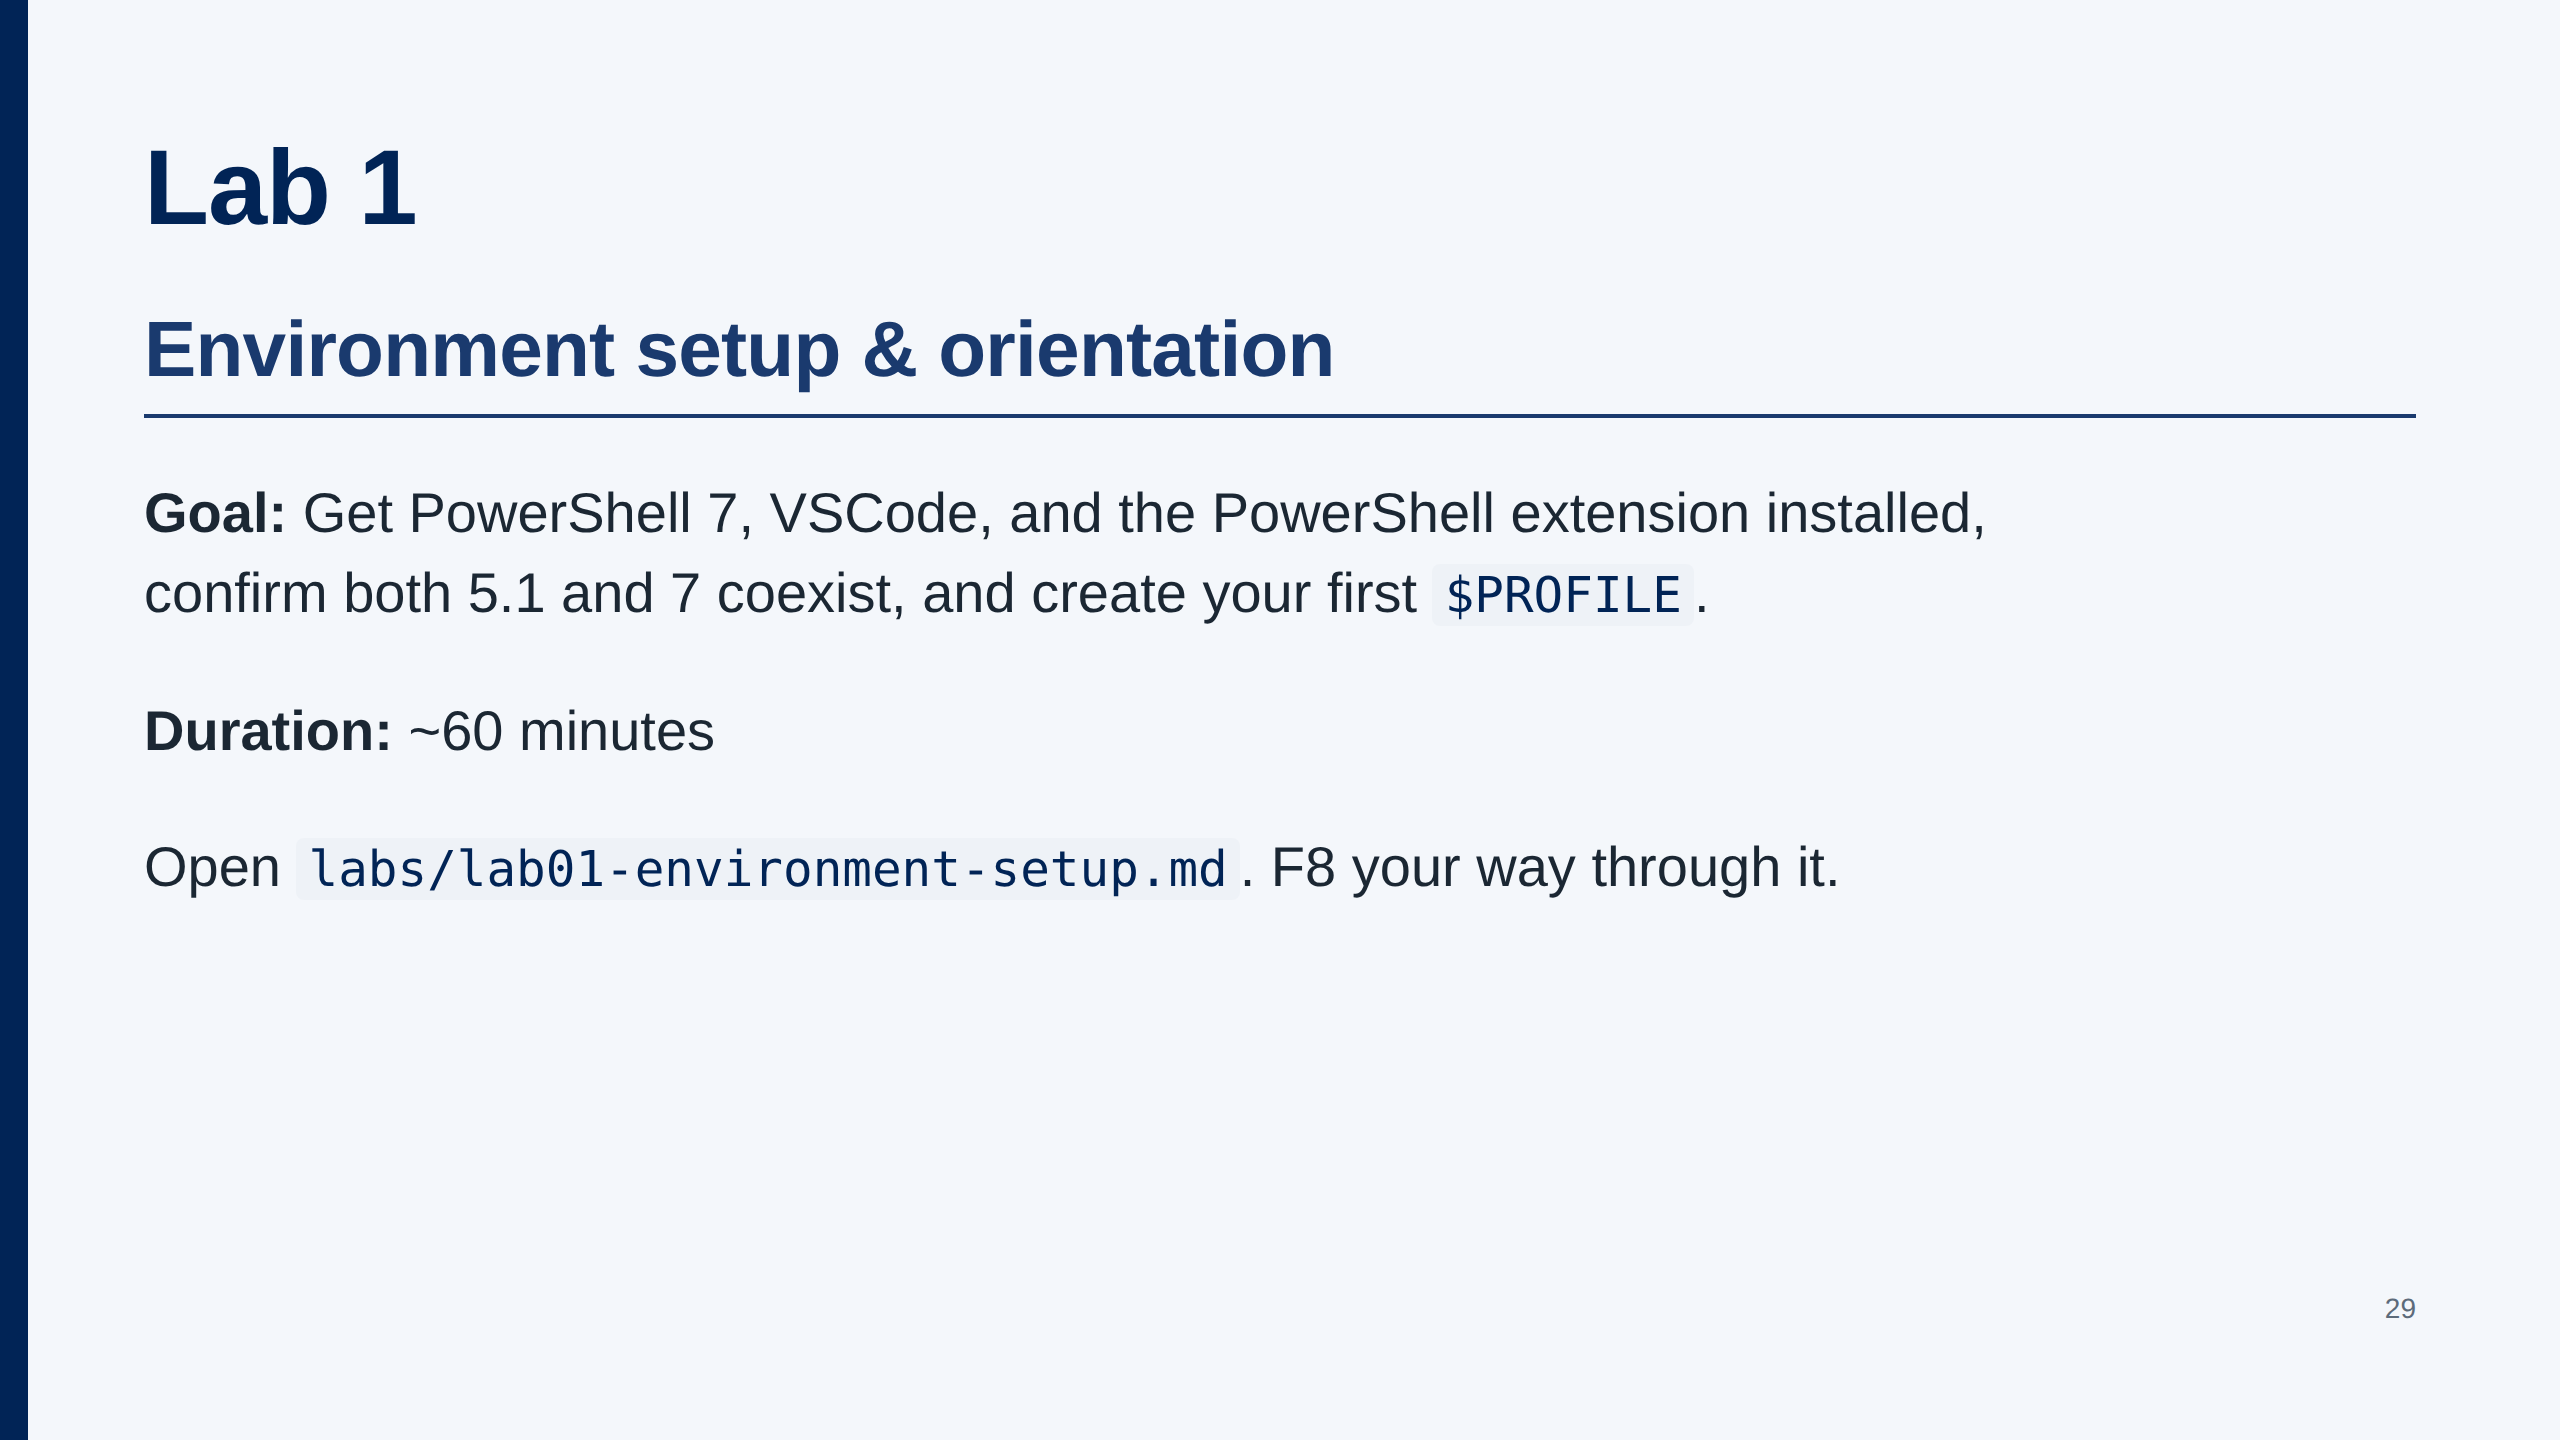 Lab 1
Environment setup & orientation
Goal: Get PowerShell 7, VSCode, and the PowerShell extension installed,
confirm both 5.1 and 7 coexist, and create your first $PROFILE.
Duration: ~60 minutes
Open labs/lab01-environment-setup.md. F8 your way through it.
29